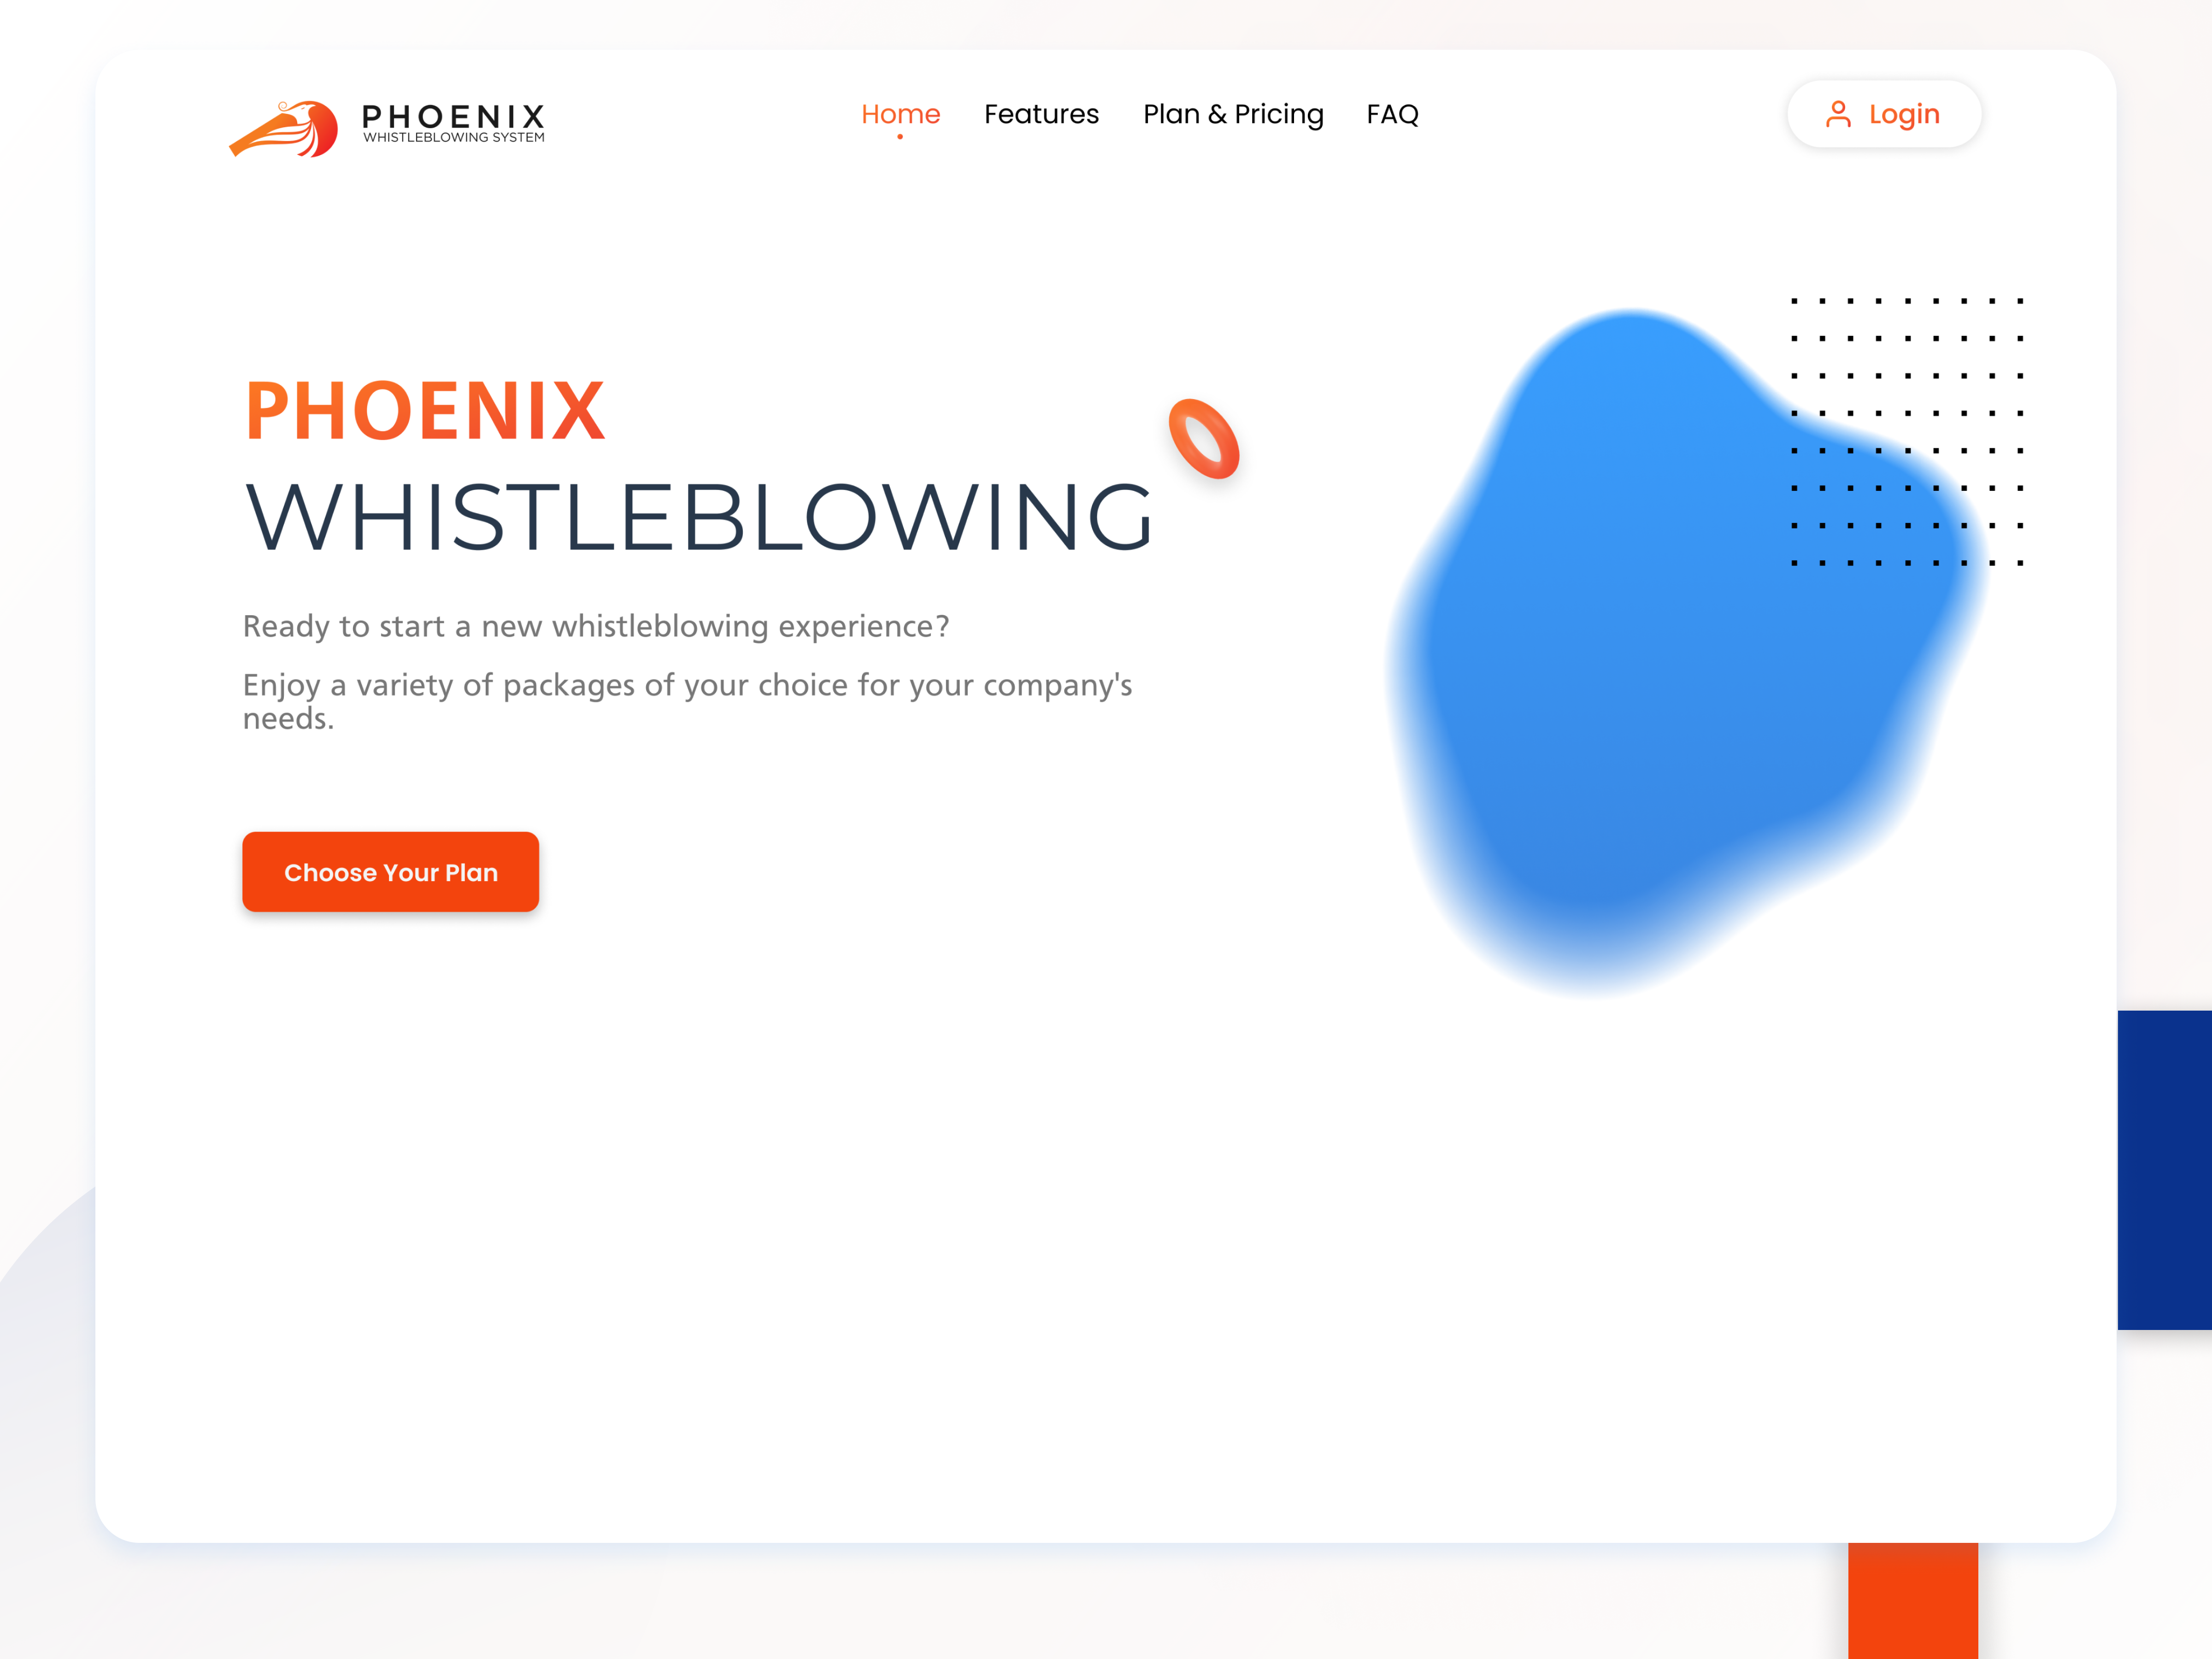 PHOENIX
WHISTLEBLOWING SYSTEM
Home
Features
Plan & Pricing
FAQ
Login
PHOENIX
WHISTLEBLOWING
Ready to start a new whistleblowing experience?
Enjoy a variety of packages of your choice for your company's
needs.
Choose Your Plan